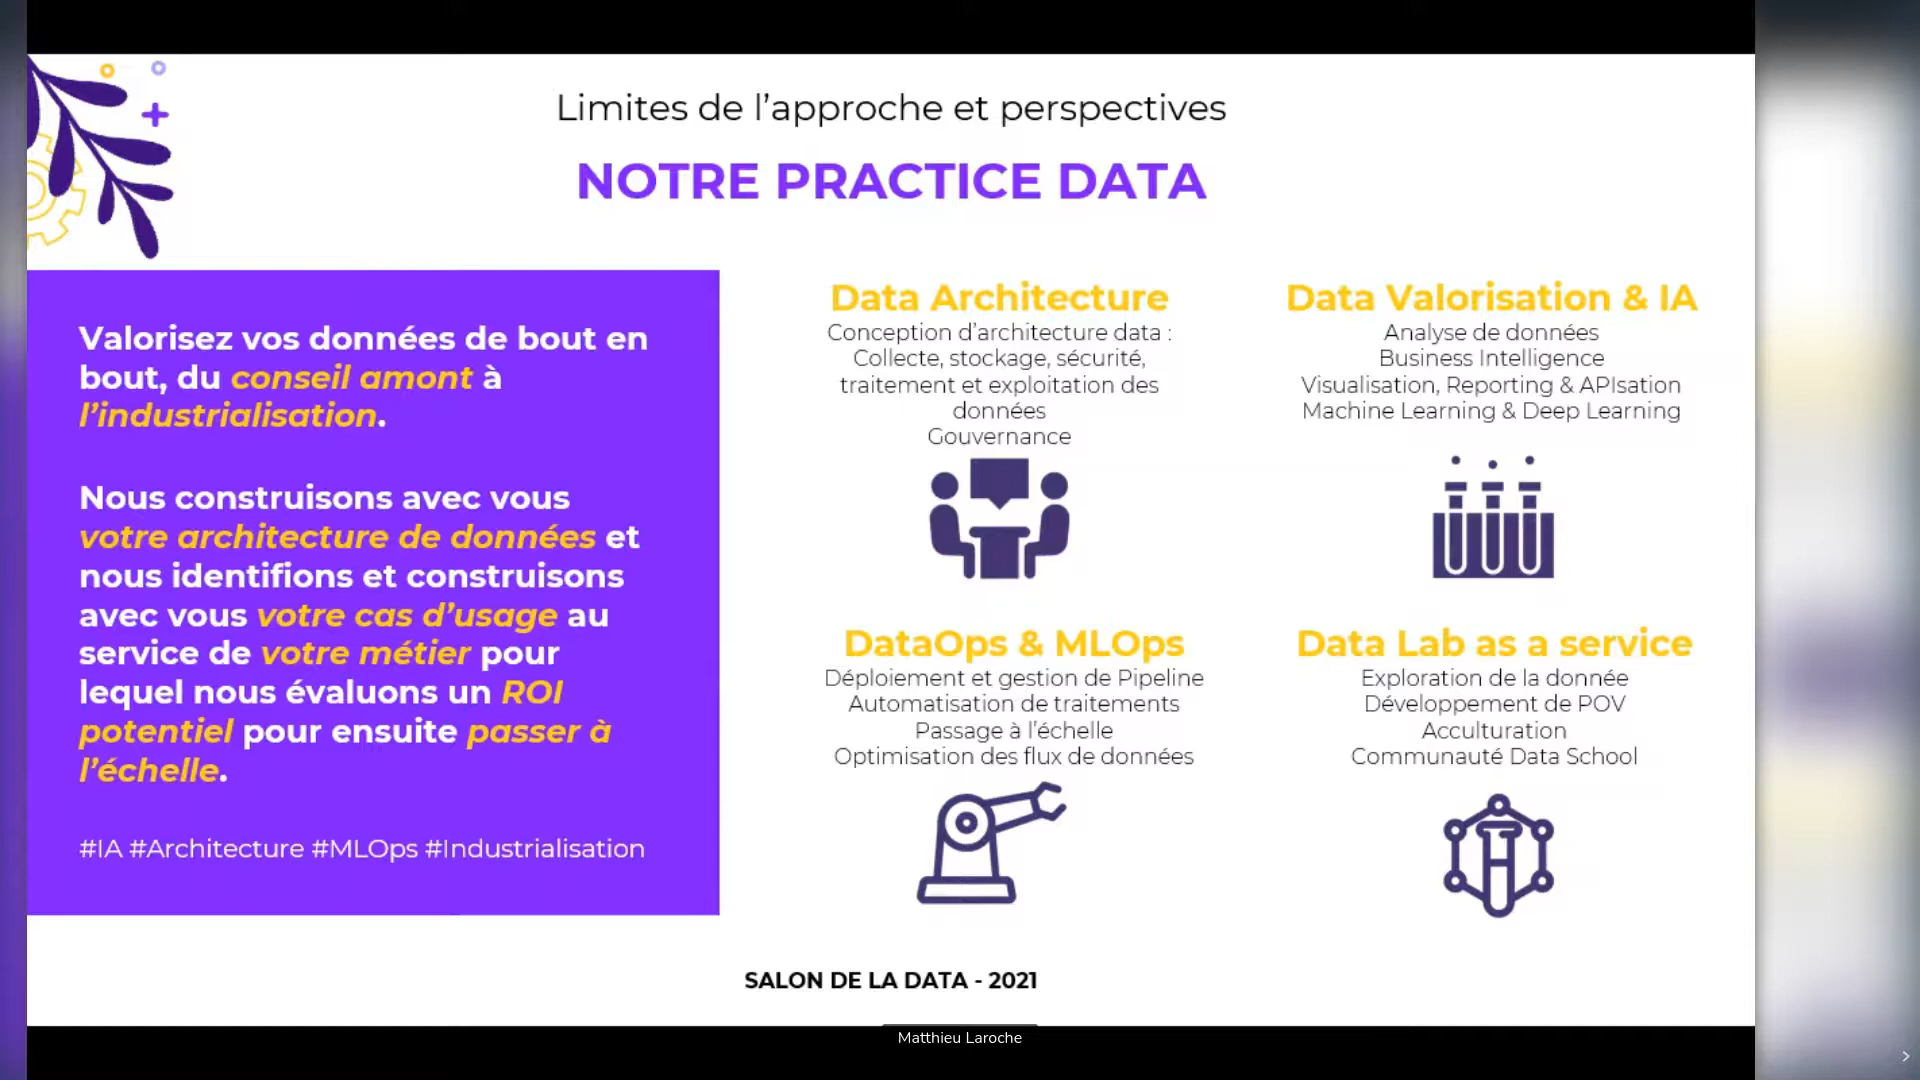 Limites de l'approche et perspectives
NOTRE PRACTICE DATA
Valorisez vos données de bout en
bout, du conseil amont à
l'industrialisation.
Nous construisons avec vous
votre architecture de données et
nous identifions et construisons
avec vous votre cas d'usage au
service de votre métier pour
lequel nous évaluons un ROI
potentiel pour ensuite passer à
l'échelle.
#IA #Architecture #MLOps #Industrialisation
Data Architecture
Conception d'architecture data :
Collecte, stockage, sécurité,
traitement et exploitation des
données
Gouvernance
Data Valorisation & IA
Analyse de données
Business Intelligence
Visualisation, Reporting & APIsation
Machine Learning & Deep Learning
DataOps & MLOps
Déploiement et gestion de Pipeline
Automatisation de traitements
Passage à l'échelle
Optimisation des flux de données
Data Lab as a service
Exploration de la donnée
Développement de POV
Acculturation
Communauté Data School
SALON DE LA DATA - 2021
Matthieu Laroche